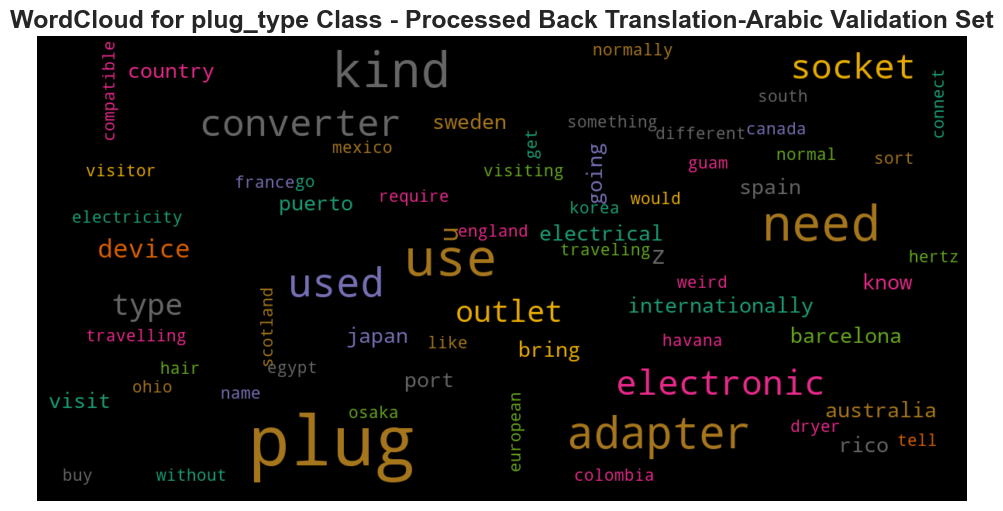 WordCloud for plug_type Class - Processed Back Translation-Arabic Validation Set
compatible
country
kind
normally
socket
connect
south
converter
sweden
something
different
canada
mexico
get
visitor
visiting
going
guam
normal
sort
france
go
puerto
require
would
spain
korea
electricity
england
electrical
need
device
u
use
traveling
z
hertz
used
weird
know
type
outlet
internationally
travelling
scotland
japan
like
bring
havana
barcelona
hair
egypt
port
electronic
ohio
name
visit
osaka
european
australia
plug
adapter
dryer
rico
tell
buy
without
colombia